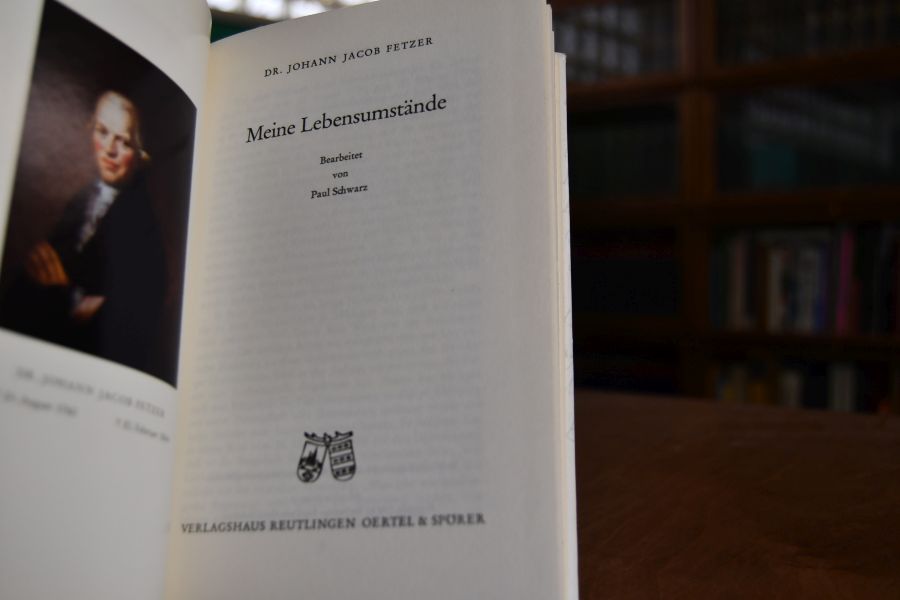 DR. JOHANN JACOB FETZER
DR. JOHANN JACOB FETZER
Meine Lebensumstände
Bearbeitet
von
Paul Schwarz
VERLAGSHAUS REUTLINGEN OERTEL & SPÖRER